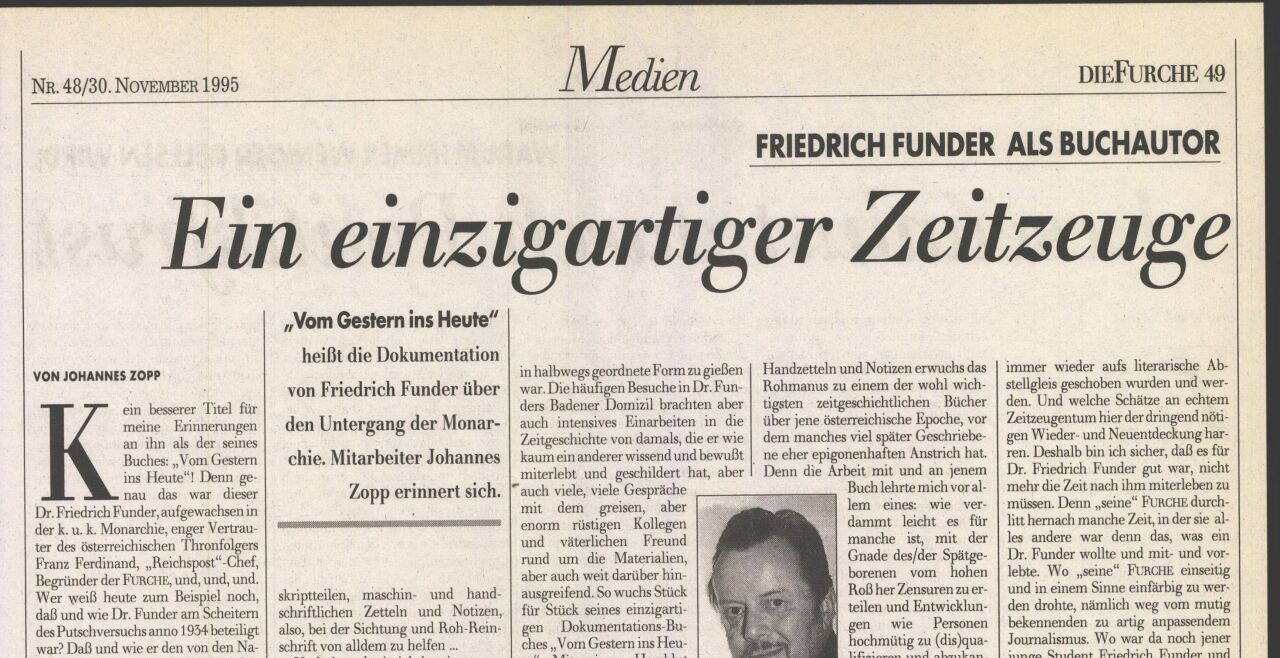 NR. 48/30. NOVEMBER 1995
Medien
DIEFURCHE 49
FRIEDRICH FUNDER ALS BUCHAUTOR
Ein einzigartiger Zeitzeuge
VON JOHANNES ZOPP
Kein besserer Titel für
meine Erinnerungen
an ihn als der seines
Buches: „Vom Gestern
ins Heute“! Denn ge-
nau das war dieser
Dr. Friedrich Funder, aufgewachsen in
der k. u. k. Monarchie, enger Vertrau-
ter des österreichischen Thronfolgers
Franz Ferdinand, „Reichspost“-Chef,
Begründer der FURCHE, und, und, und.
Wer weiß heute zum Beispiel noch,
daß und wie Dr. Funder am Scheitern
des Putschversuchs anno 1934 beteiligt
war? Daß und wie er den von den Na-
„Vom Gestern ins Heute“
heißt die Dokumentation
von Friedrich Funder über
den Untergang der Monar-
chie. Mitarbeiter Johannes
Zopp erinnert sich.
skriptteilen, maschin- und hand-
schriftlichen Zetteln und Notizen,
also, bei der Sichtung und Roh-Rein-
schrift von alldem zu helfen ...
in halbwegs geordnete Form zu gießen
war. Die häufigen Besuche in Dr. Fun-
ders Badener Domizil brachten aber
auch intensives Einarbeiten in die
Zeitgeschichte von damals, die er wie
kaum ein anderer wissend und bewußt
miterlebt und geschildert hat, aber
auch viele, viele Gespräche
mit dem greisen, aber
enorm rüstigen Kollegen
und väterlichen Freund
rund um die Materialien,
aber auch weit darüber hin-
ausgreifend. So wuchs Stück
für Stück seines einzigarti-
gen Dokumentations-Bu-
ches „Vom Gestern ins Heu-
Handzetteln und Notizen erwuchs das
Rohmanus zu einem der wohl wich-
tigsten zeitgeschichtlichen Bücher
über jene österreichische Epoche, vor
dem manches viel später Geschriebe-
ne eher epigonenhaften Anstrich hat.
Denn die Arbeit mit und an jenem
Buch lehrte mich vor al-
lem eines: wie ver-
dammt leicht es für
manche ist, mit der
Gnade des/der Spätge-
borenen vom hohen
Roß her Zensuren zu er-
teilen und Entwicklun-
gen wie Personen
hochmütig zu (dis)qua-
lifizieren und abzukan-
immer wieder aufs literarische Ab-
stellgleis geschoben wurden und wer-
den. Und welche Schätze an echtem
Zeitzeugentum hier der dringend nöti-
gen Wieder- und Neuentdeckung har-
ren. Deshalb bin ich sicher, daß es für
Dr. Friedrich Funder gut war, nicht
mehr die Zeit nach ihm miterleben zu
müssen. Denn „seine“ FURCHE durch-
litt hernach manche Zeit, in der sie al-
les andere war denn das, was ein
Dr. Funder wollte und mit- und vor-
lebte. Wo „seine“ FURCHE einseitig
und in einem Sinne einfärbig zu wer-
den drohte, nämlich weg vom mutig
bekennenden zu artig anpassendem
Journalismus. Wo war da noch jener
junge Student Friedrich Funder und